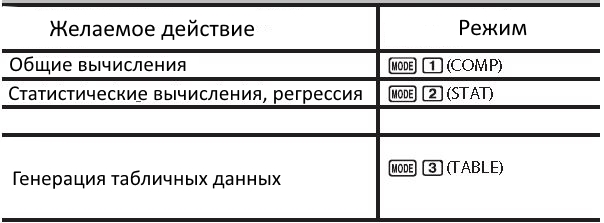 Желаемое действие Режим
Общие вычисления MODE 1 (COMP)
Статистические вычисления, регрессия MODE 2 (STAT)
Генерация табличных данных MODE 3 (TABLE)